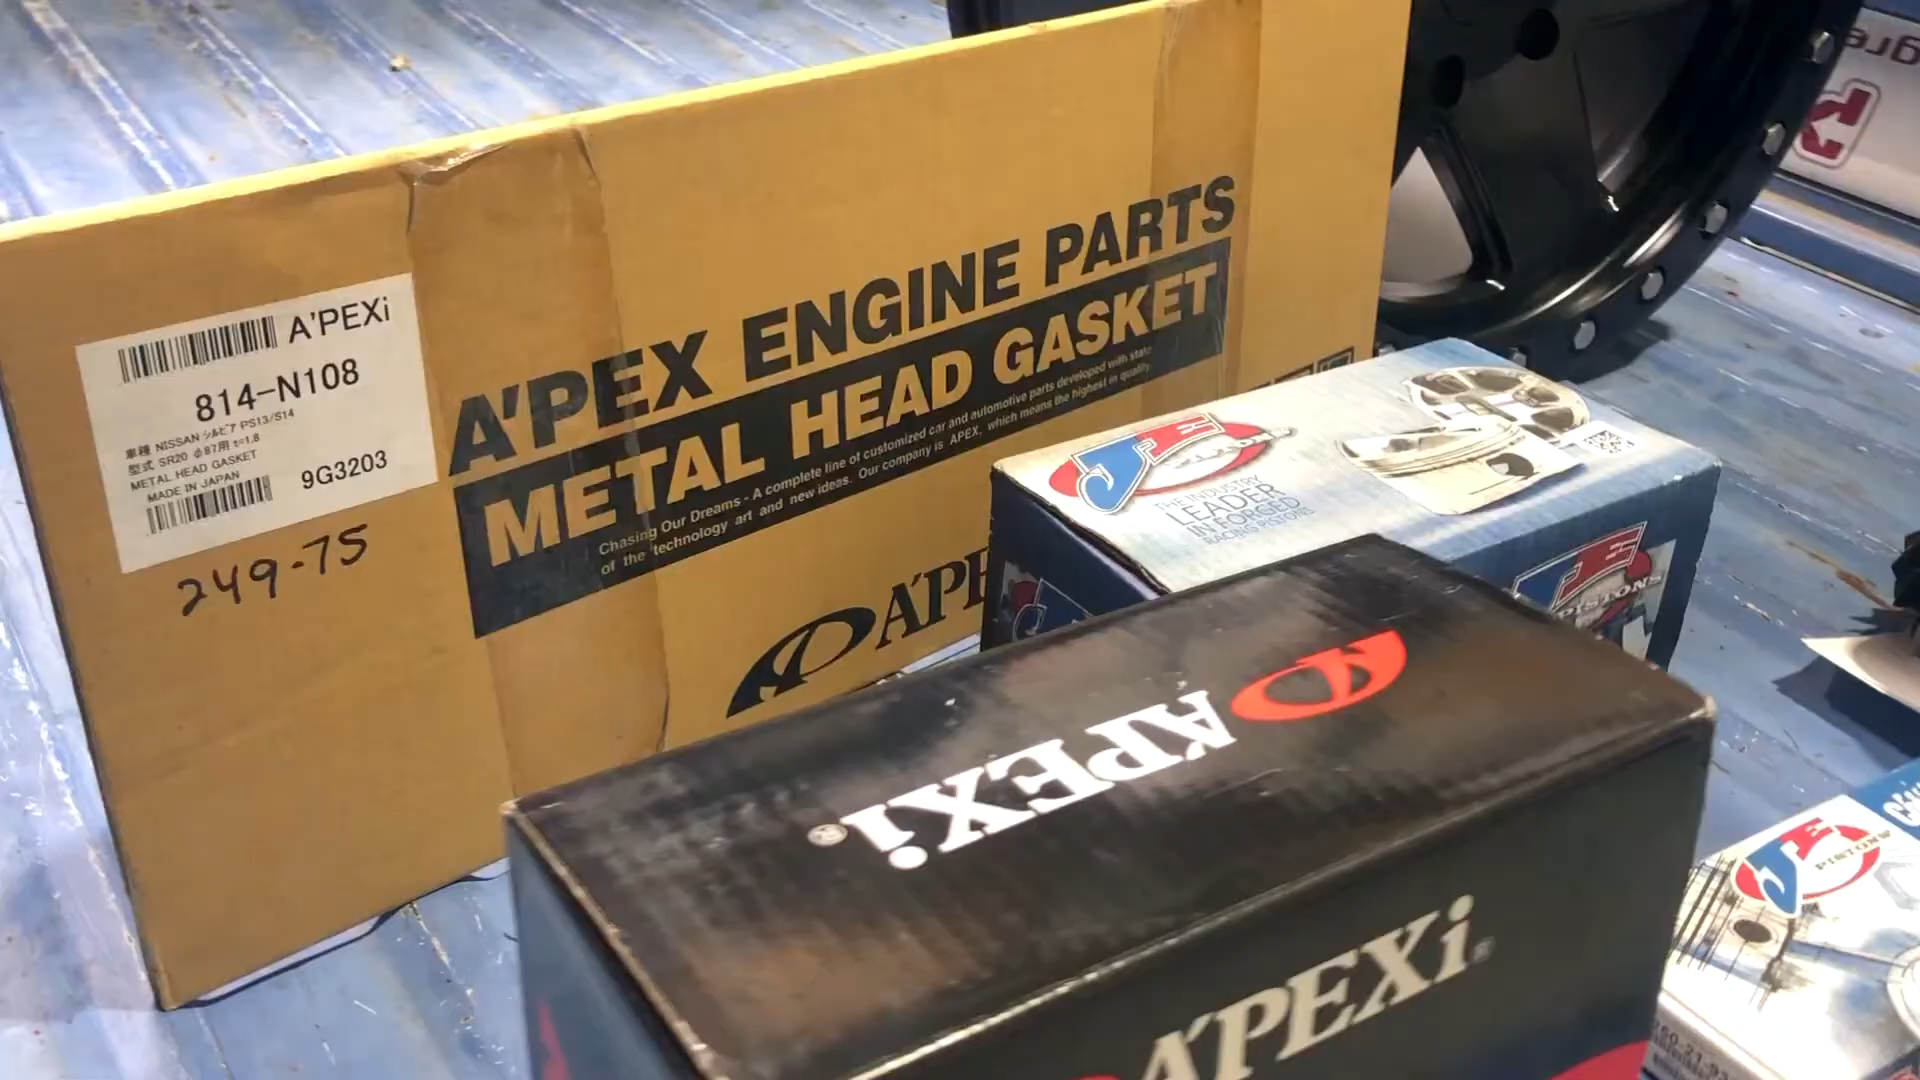 A'PEXi
814-N108
車種 NISSAN シルビア PS13/S14
型式 SR20 φ87用 t=1.8
METAL HEAD GASKET
MADE IN JAPAN
9G3203
249-75
A'PEX ENGINE PARTS
METAL HEAD GASKET
Chasing Our Dreams - A complete line of customized car and automotive parts developed with state
of the technology art and new ideas. Our company is APEX, which means the highest in quality.
A'PE
JE
THE INDUSTRY
LEADER
IN FORGED
RACING PISTONS
JE
PISTONS
A'PEXi®
A'PEXi®
JE
PISTONS